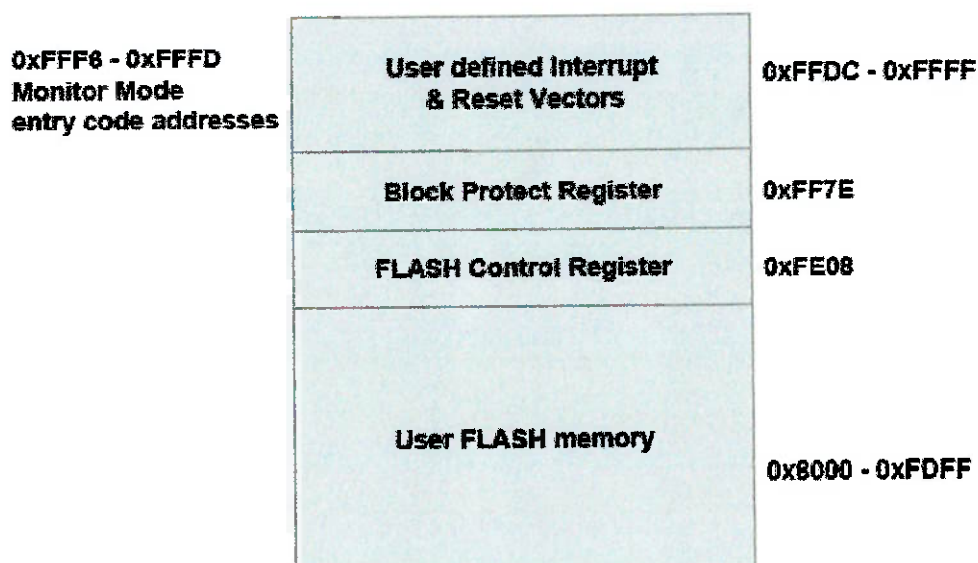 0xFFF6 - 0xFFFD
Monitor Mode
entry code addresses
User defined Interrupt
& Reset Vectors
0xFFDC - 0xFFFF
Block Protect Register
0xFF7E
FLASH Control Register
0xFE08
User FLASH memory
0x8000 - 0xFDFF